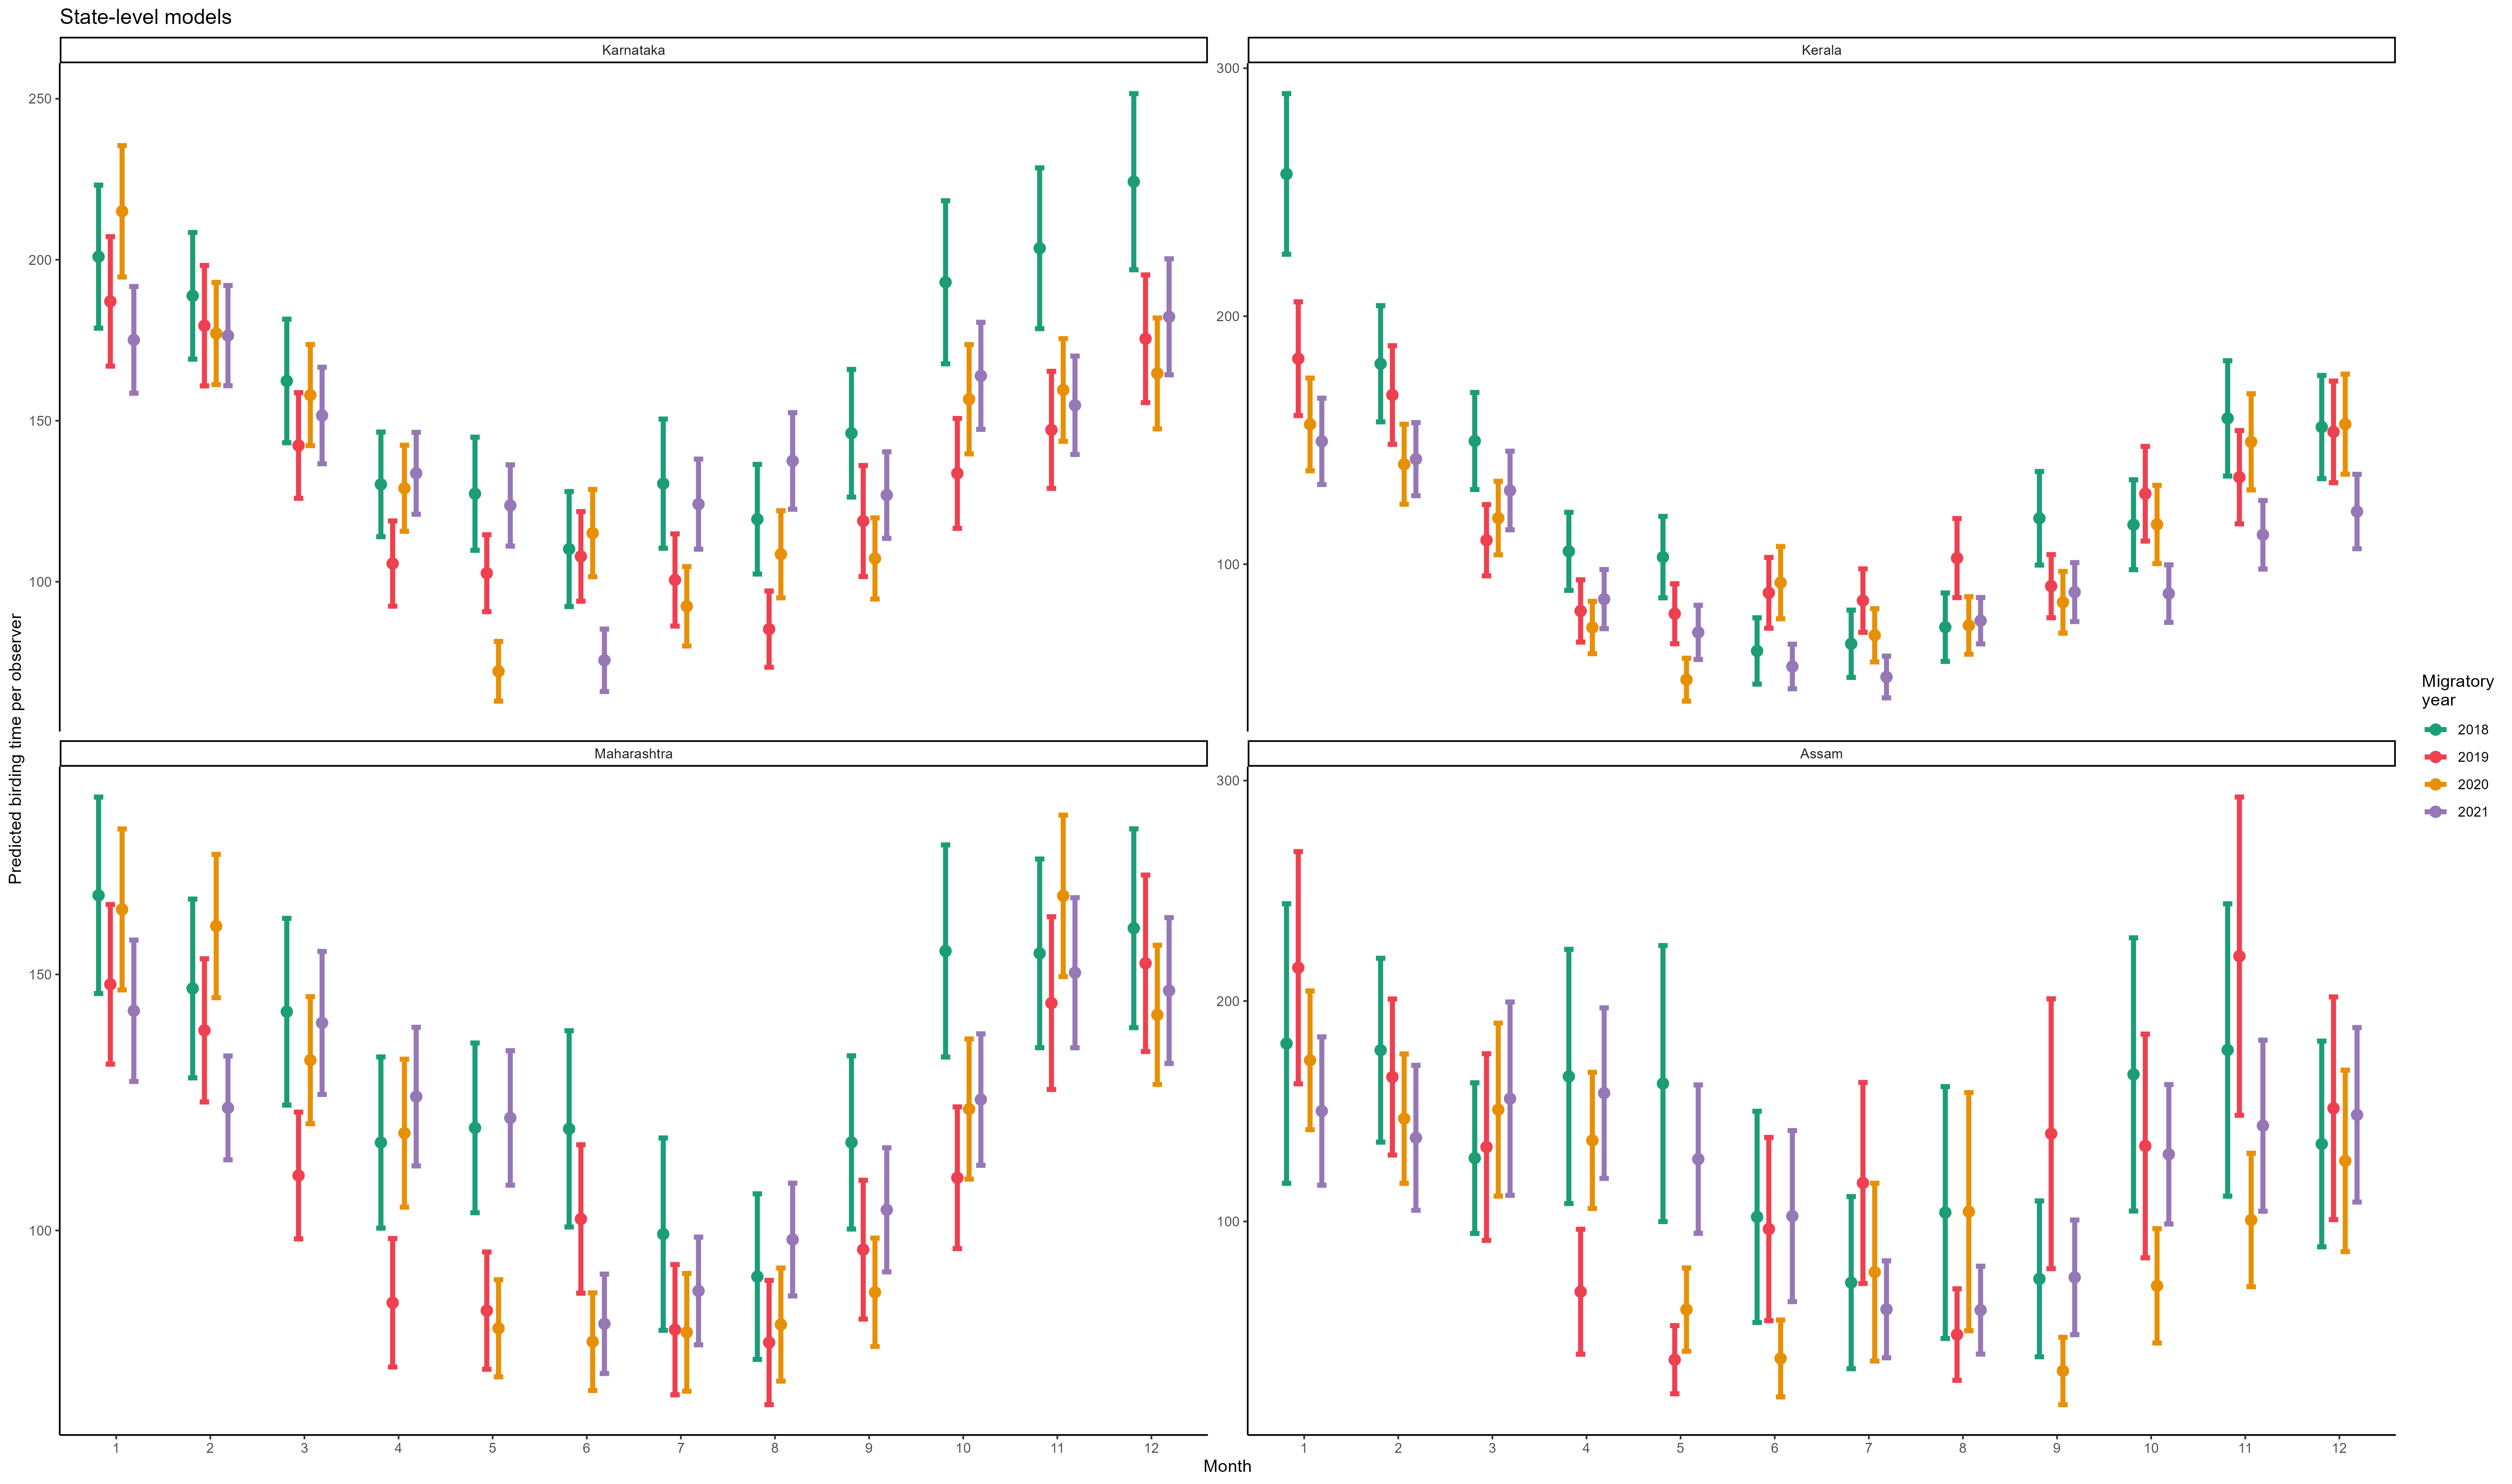 State-level models
Karnataka
Kerala
250
200
150
100
300
200
100
Predicted birding time per observer
Maharashtra
Assam
150
100
300
200
100
1 2 3 4 5 6 7 8 9 10 11 12
1 2 3 4 5 6 7 8 9 10 11 12
Month
Migratory
year
2018
2019
2020
2021